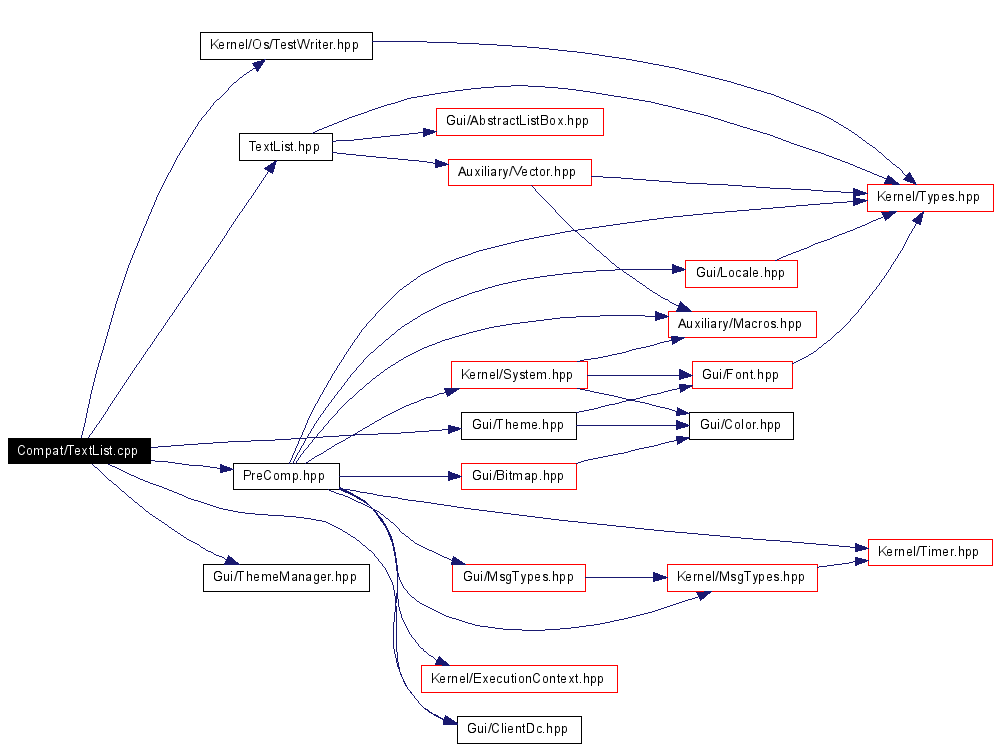 Kernel/Os/TestWriter.hpp
Gui/AbstractListBox.hpp
TextList.hpp
Auxiliary/Vector.hpp
Kernel/Types.hpp
Gui/Locale.hpp
Auxiliary/Macros.hpp
Kernel/System.hpp
Gui/Font.hpp
Gui/Theme.hpp
Gui/Color.hpp
Compat/TextList.cpp
PreComp.hpp
Gui/Bitmap.hpp
Kernel/Timer.hpp
Gui/ThemeManager.hpp
Gui/MsgTypes.hpp
Kernel/MsgTypes.hpp
Kernel/ExecutionContext.hpp
Gui/ClientDc.hpp